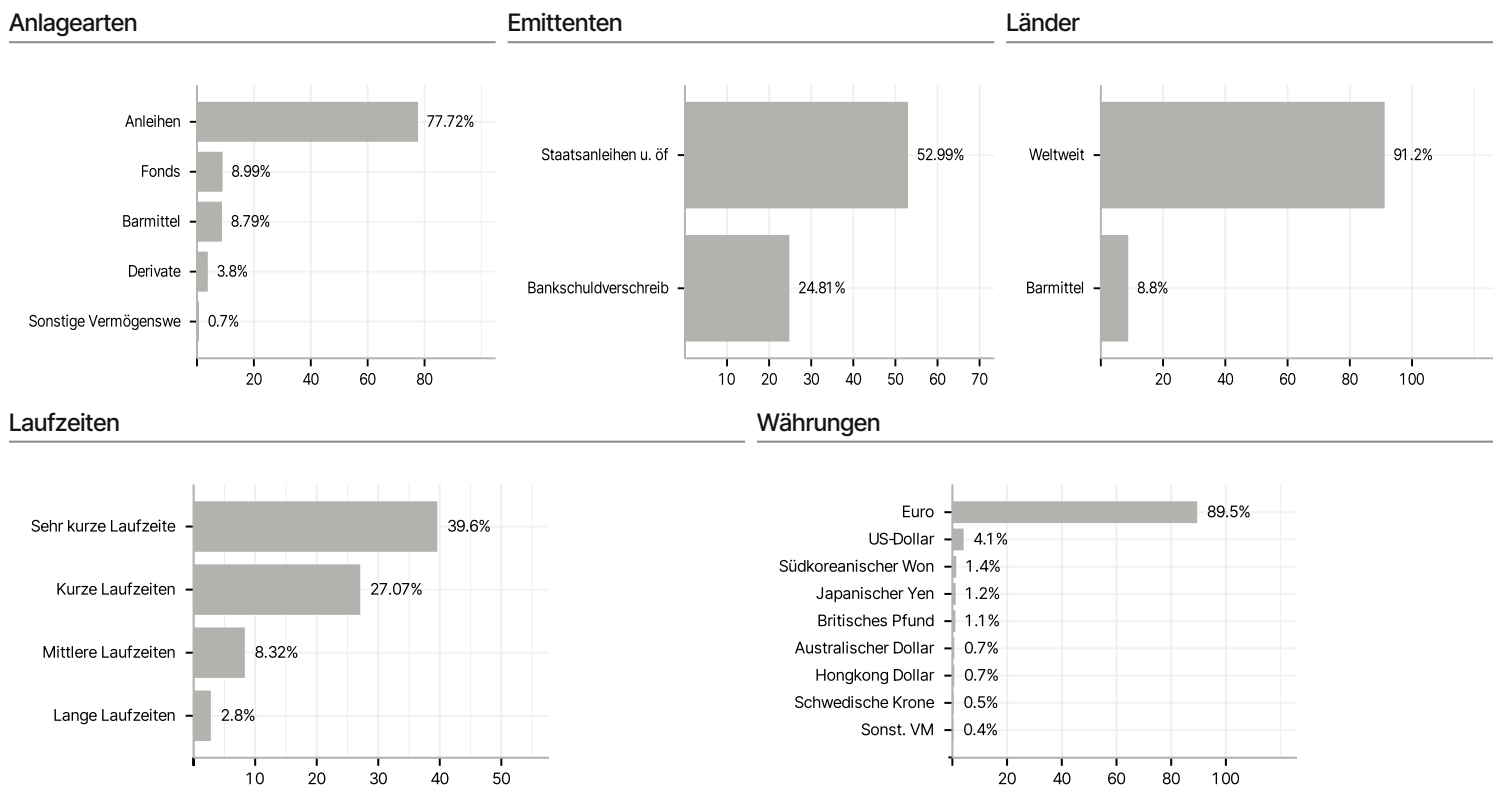 Anlagearten
Anleihen 77.72%
Fonds 8.99%
Barmittel 8.79%
Derivate 3.8%
Sonstige Vermögenswe 0.7%
20 40 60 80
Emittenten
Staatsanleihen u. öf 52.99%
Bankschuldverschreib 24.81%
10 20 30 40 50 60 70
Länder
Weltweit 91.2%
Barmittel 8.8%
20 40 60 80 100
Laufzeiten
Sehr kurze Laufzeite 39.6%
Kurze Laufzeiten 27.07%
Mittlere Laufzeiten 8.32%
Lange Laufzeiten 2.8%
10 20 30 40 50
Währungen
Euro 89.5%
US-Dollar 4.1%
Südkoreanischer Won 1.4%
Japanischer Yen 1.2%
Britisches Pfund 1.1%
Australischer Dollar 0.7%
Hongkong Dollar 0.7%
Schwedische Krone 0.5%
Sonst. VM 0.4%
20 40 60 80 100